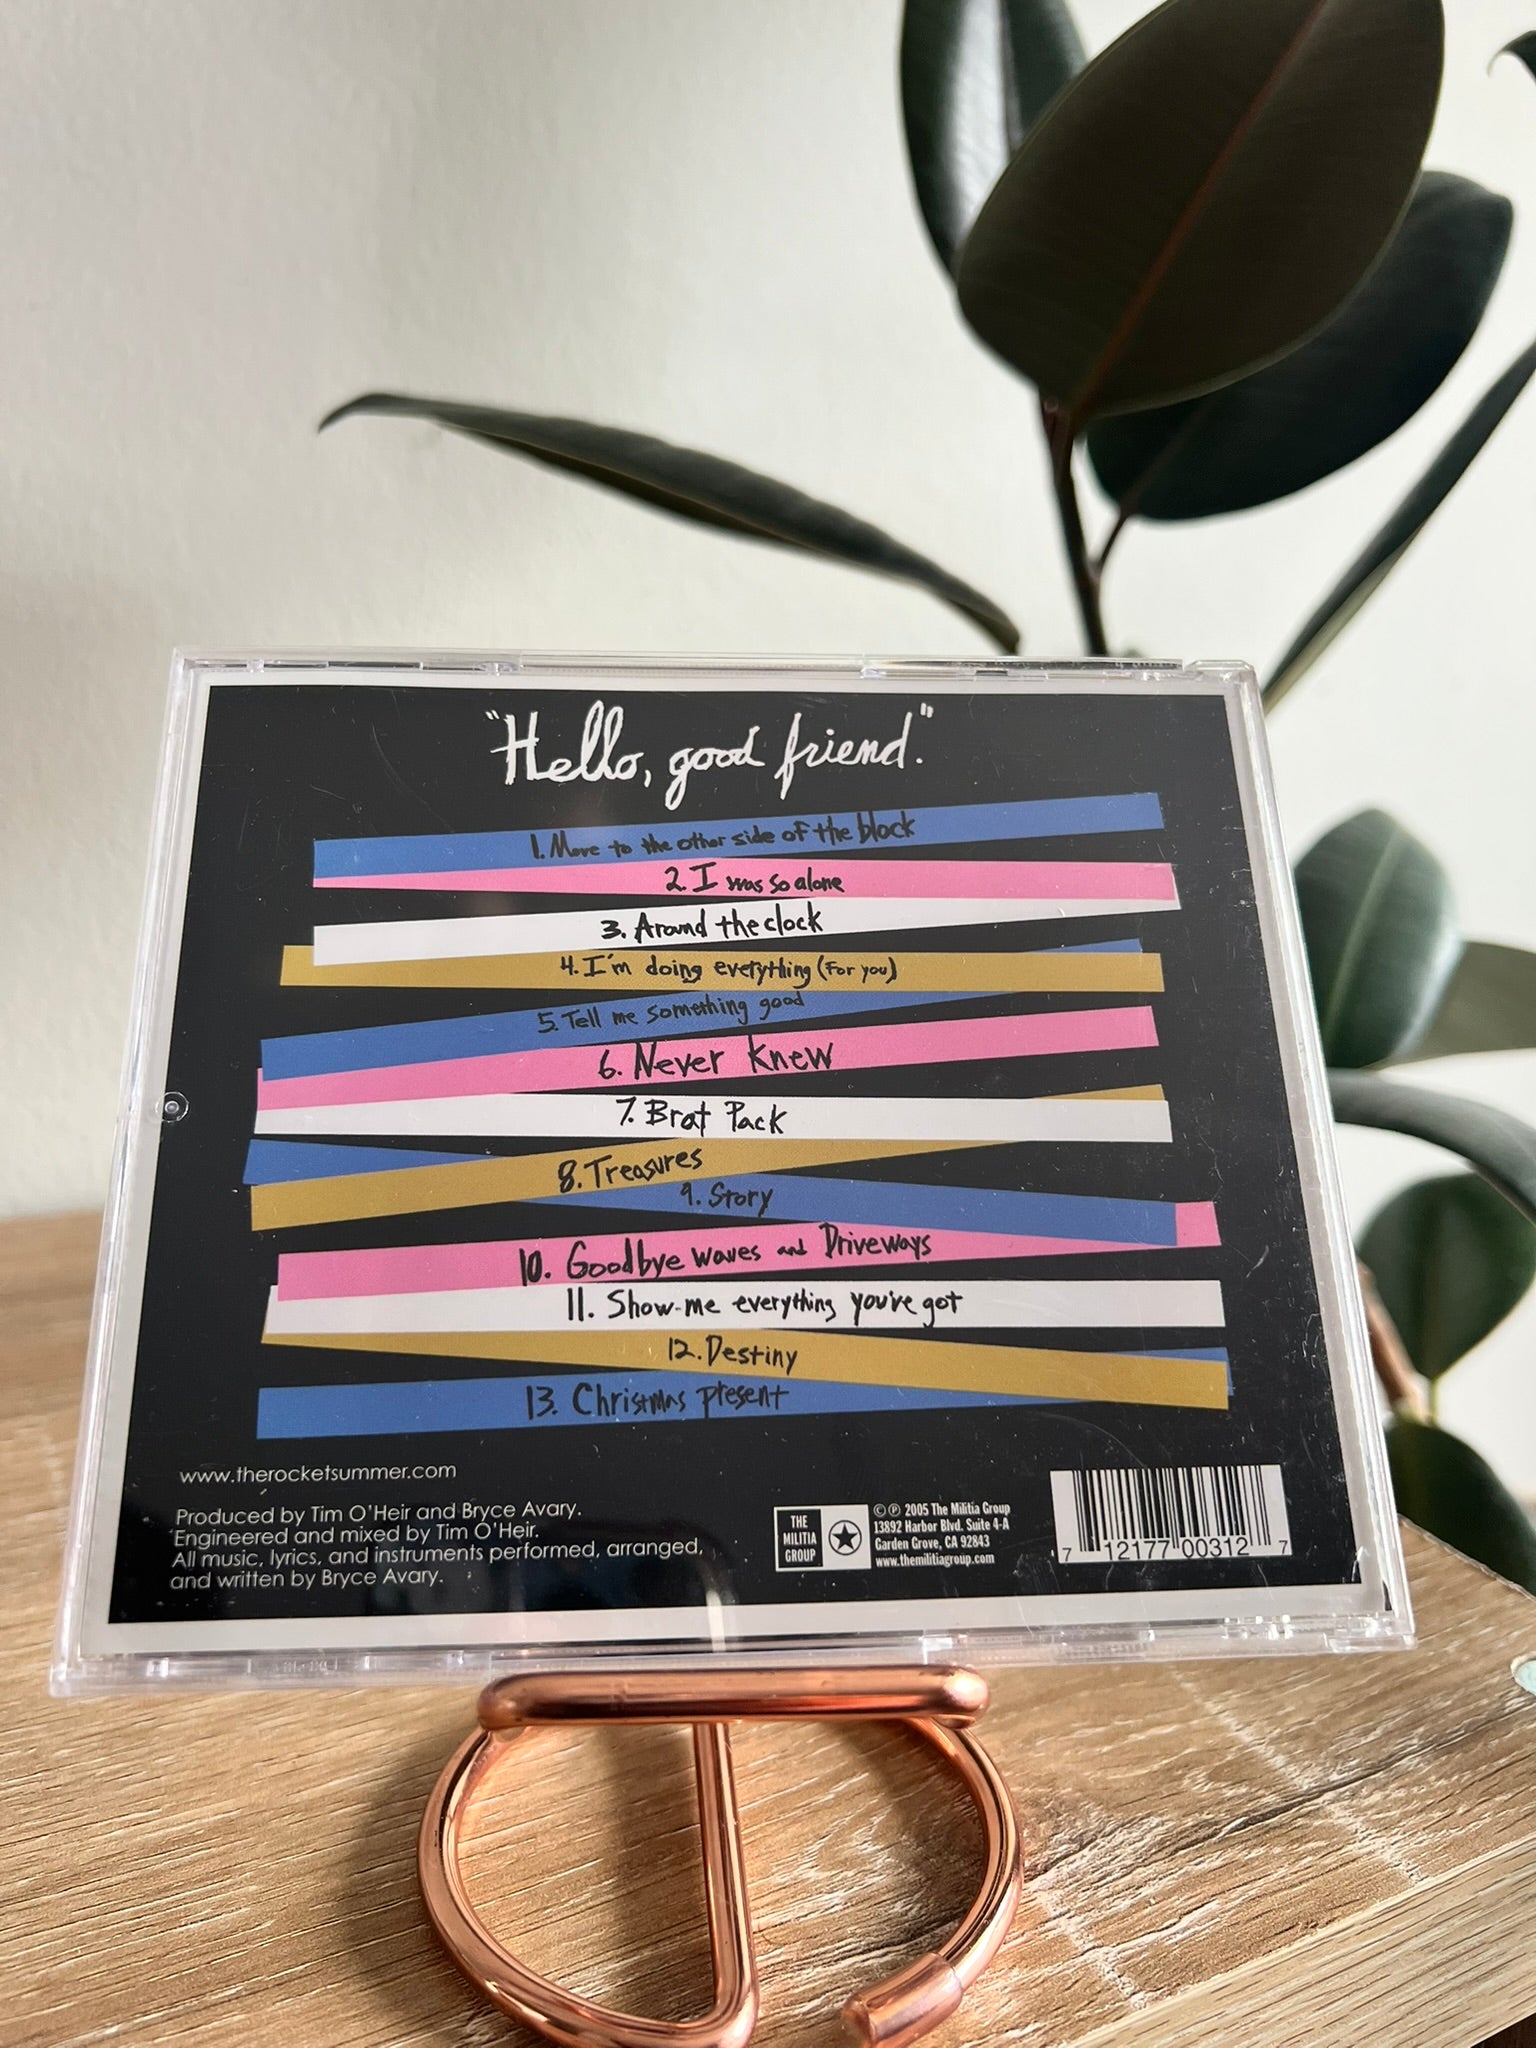 "Hello, good friend."
1. Move to the other side of the block
2. I was so alone
3. Around the clock
4. I'm doing everything (For you)
5. Tell me something good
6. Never Knew
7. Brat Pack
8. Treasures
9. Story
10. Goodbye waves and Driveways
11. Show me everything you've got
12. Destiny
13. Christmas present
www.therocketsummer.com
Produced by Tim O'Heir and Bryce Avary.
Engineered and mixed by Tim O'Heir.
All music, lyrics, and instruments performed, arranged,
and written by Bryce Avary.
THE
MILITIA
GROUP
© ℗ 2005 The Militia Group
13892 Harbor Blvd. Suite 4-A
Garden Grove, CA 92843
www.themilitiagroup.com
7 12177 00312 7